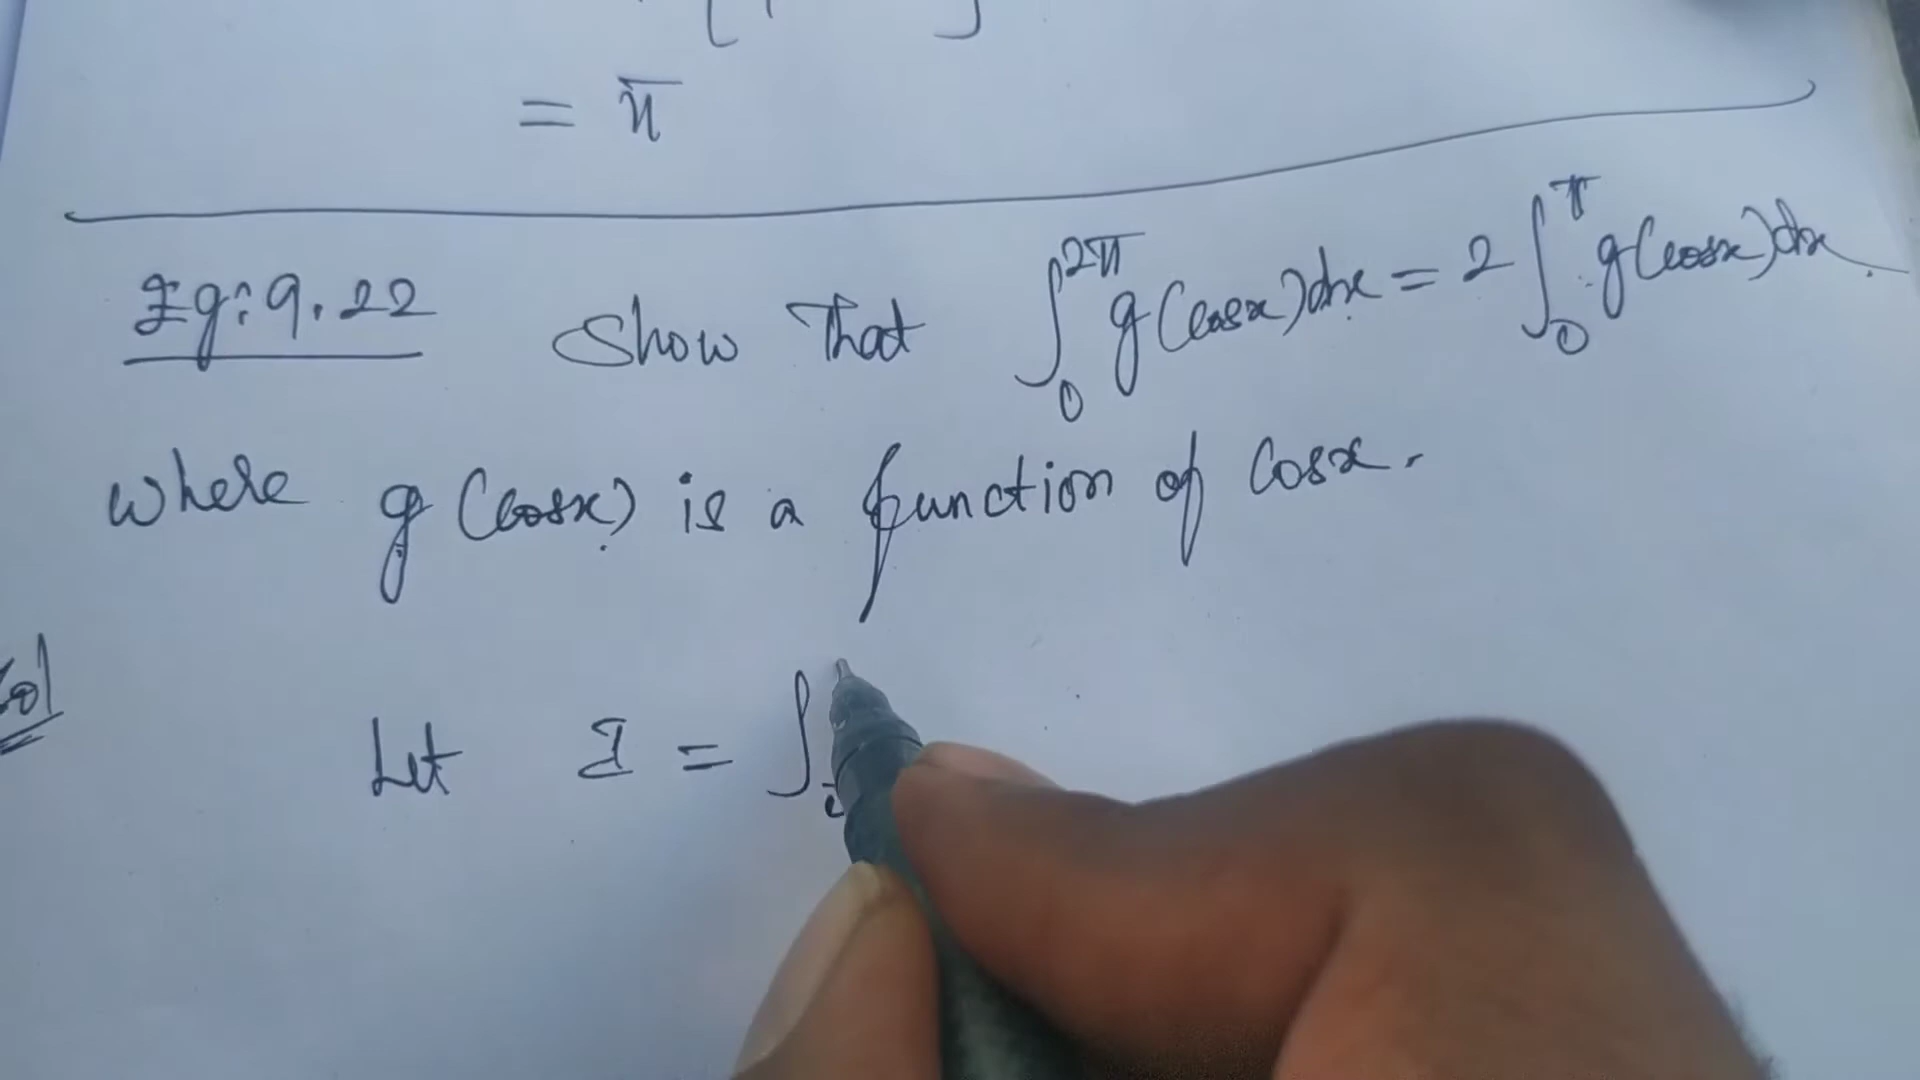 = π
Eg: 9.22 Show that ∫₀^{2π} g(cosx)dx = 2 ∫₀^π g(cosx)dx.
where g(cosx) is a function of Cosx.
Sol
Let I = ∫